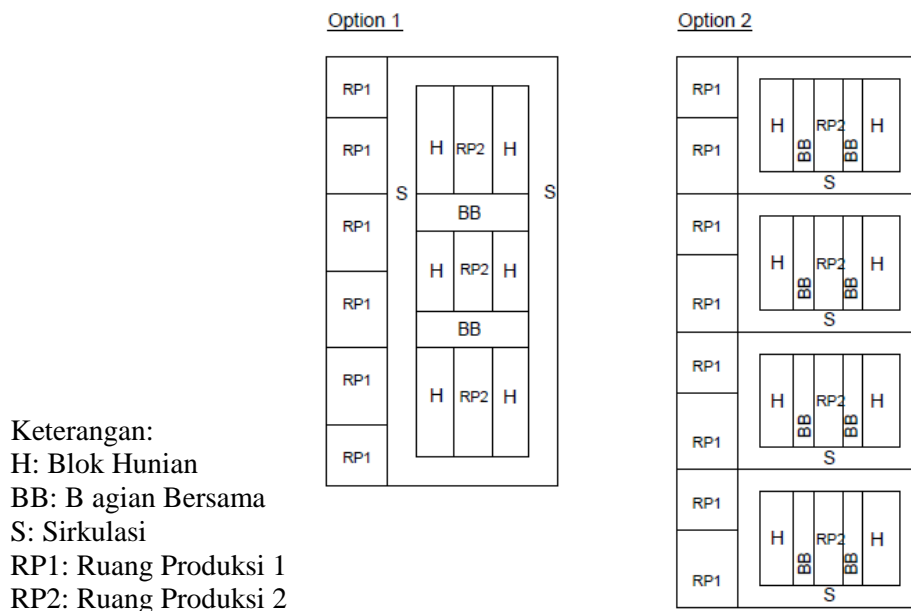 Option 1
RP1
RP1
RP1
RP1
RP1
RP1
S
S
H RP2 H
BB
H RP2 H
BB
H RP2 H
Option 2
RP1
RP1
H BB RP2 BB H
S
RP1
RP1
H BB RP2 BB H
S
RP1
RP1
H BB RP2 BB H
S
RP1
RP1
H BB RP2 BB H
S
Keterangan:
H: Blok Hunian
BB: B agian Bersama
S: Sirkulasi
RP1: Ruang Produksi 1
RP2: Ruang Produksi 2